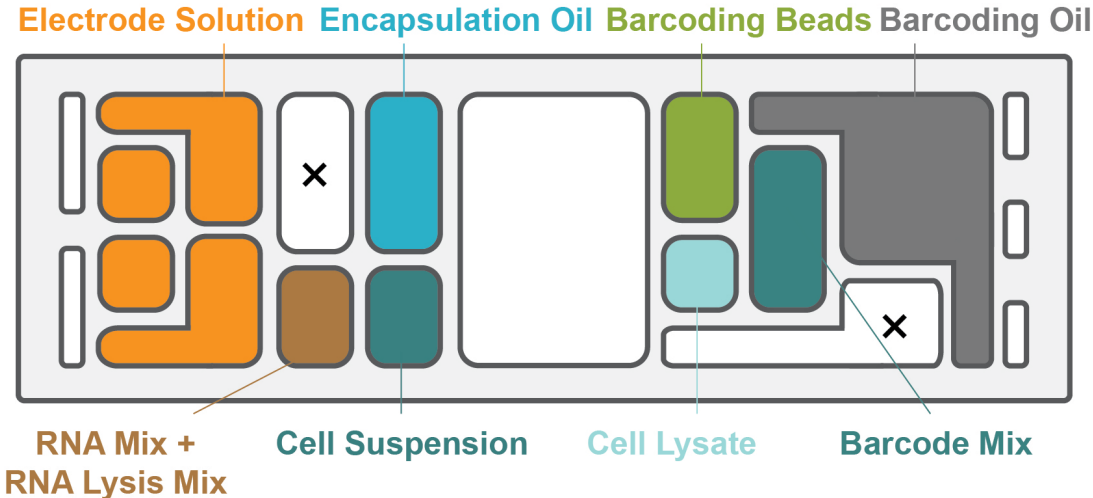 Electrode Solution Encapsulation Oil Barcoding Beads Barcoding Oil
RNA Mix +
RNA Lysis Mix
Cell Suspension
Cell Lysate
Barcode Mix